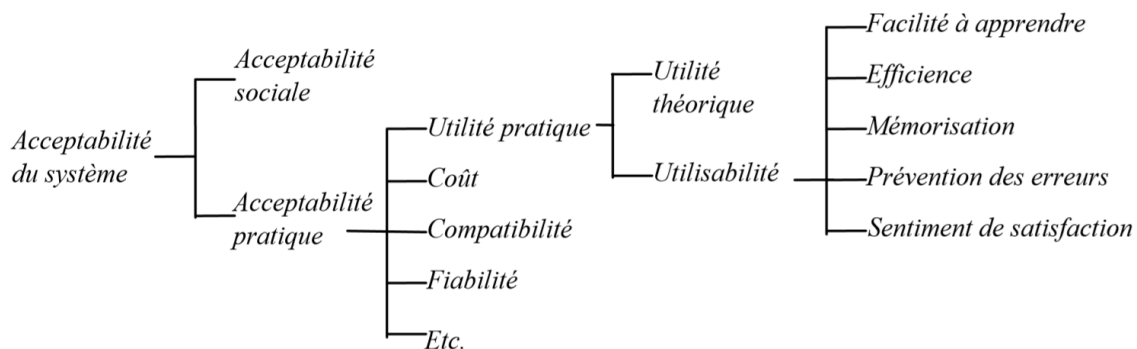 Acceptabilité
du système
Acceptabilité
sociale
Acceptabilité
pratique
Utilité pratique
Coût
Compatibilité
Fiabilité
Etc.
Utilité
théorique
Utilisabilité
Facilité à apprendre
Efficience
Mémorisation
Prévention des erreurs
Sentiment de satisfaction